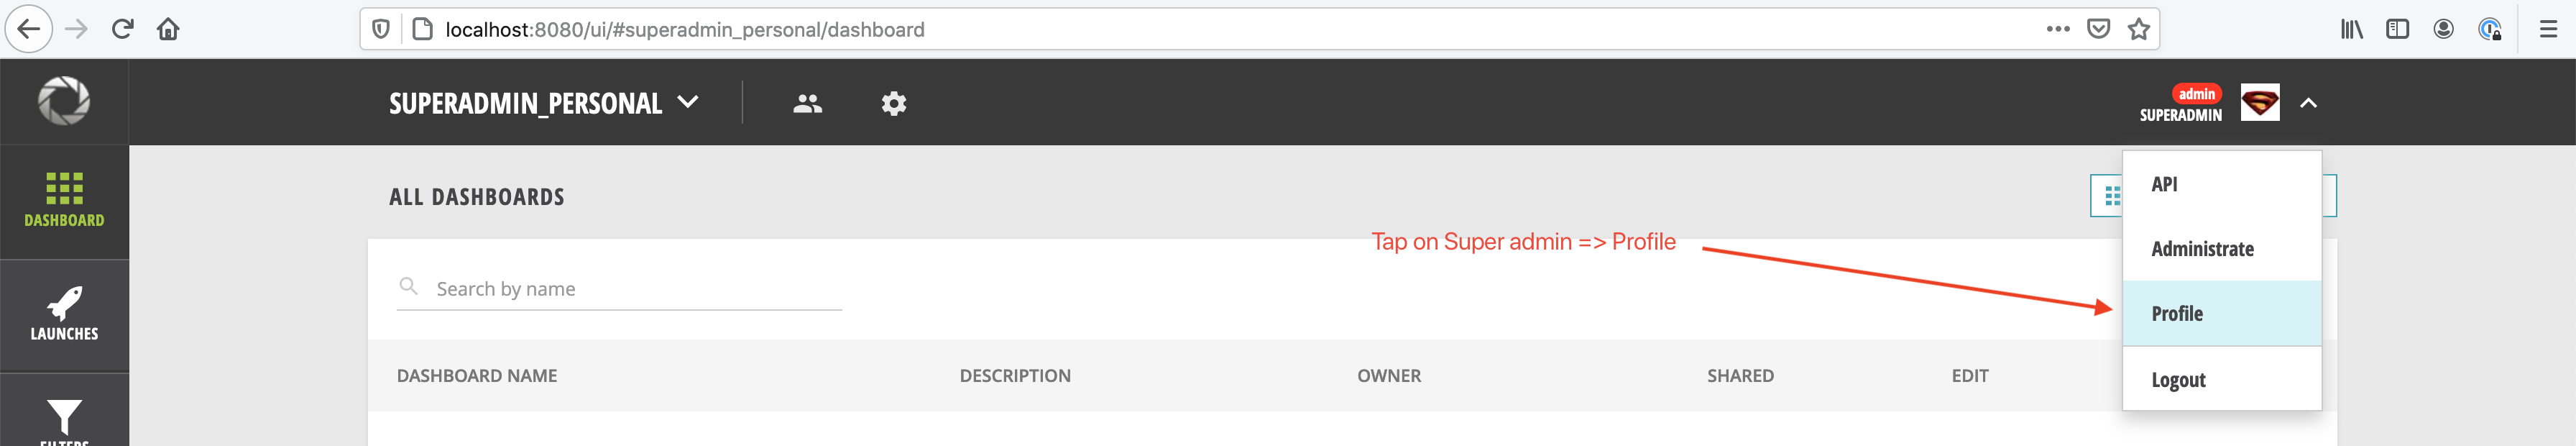 localhost:8080/ui/#superadmin_personal/dashboard
SUPERADMIN_PERSONAL
admin
SUPERADMIN
DASHBOARD
LAUNCHES
FILTERS
ALL DASHBOARDS
API
Administrate
Profile
Logout
Tap on Super admin => Profile
Search by name
DASHBOARD NAME DESCRIPTION OWNER SHARED EDIT